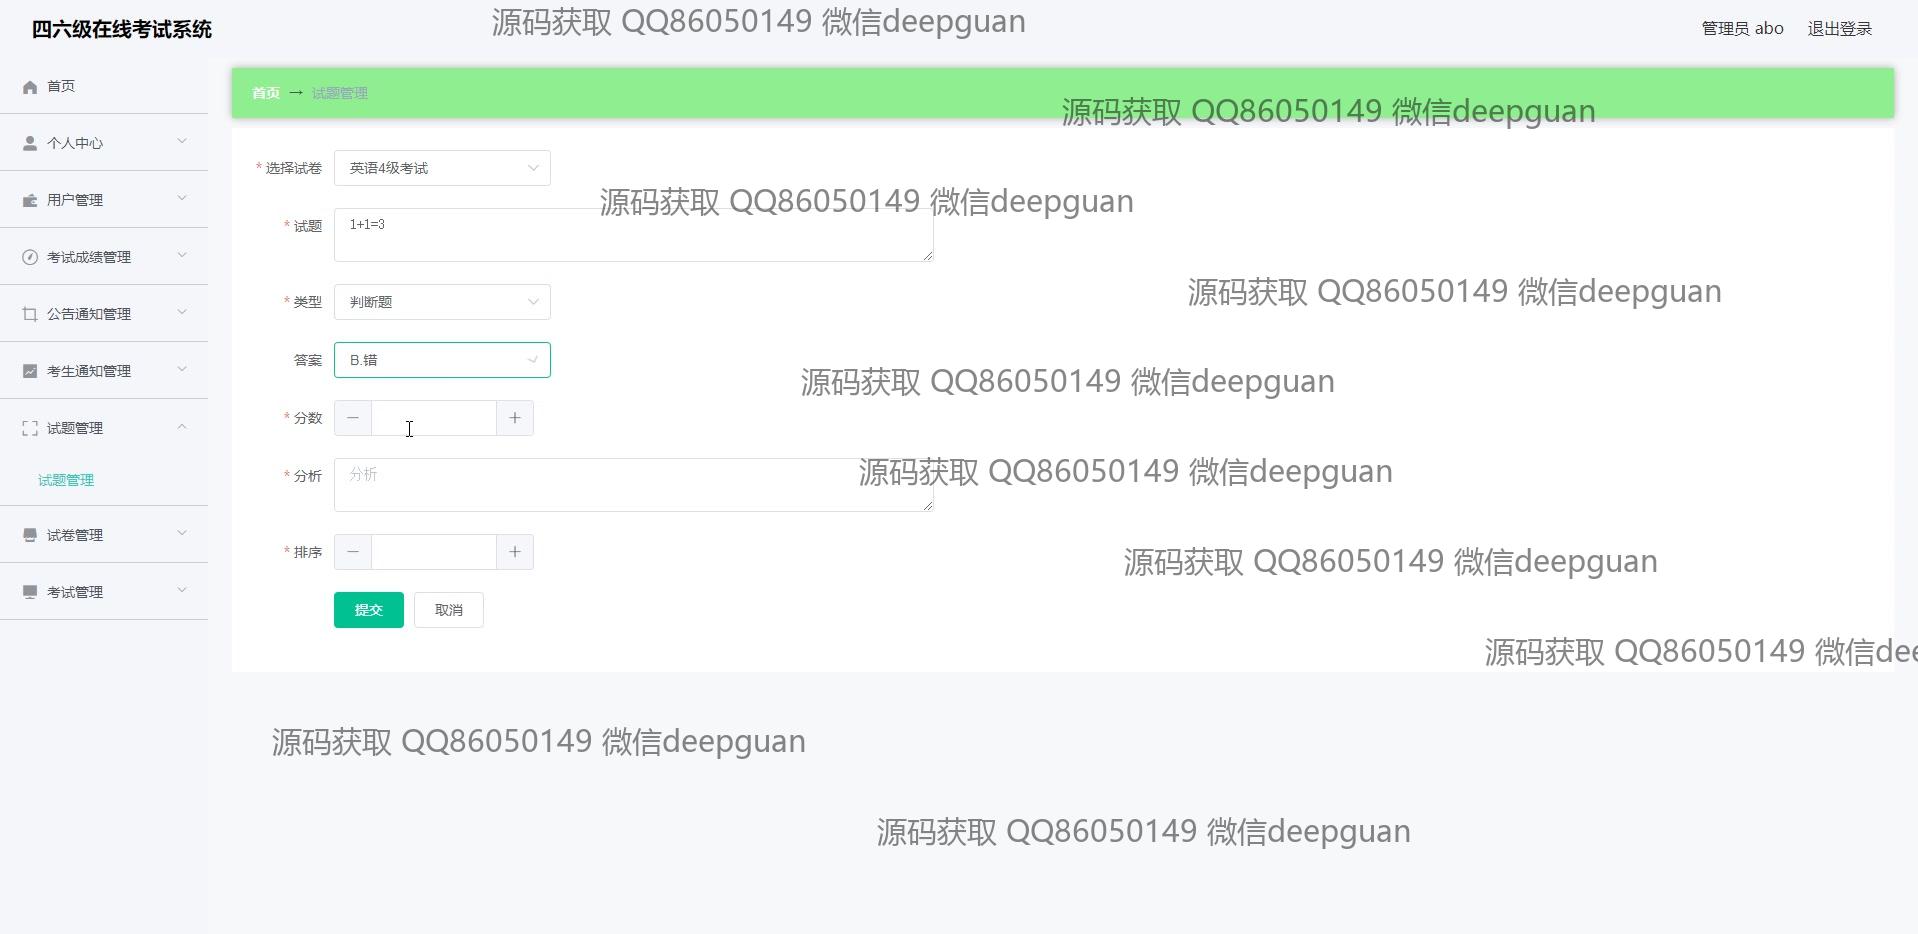 四六级在线考试系统
源码获取 QQ86050149 微信deepguan
管理员 abo
退出登录
首页
个人中心
用户管理
考试成绩管理
公告通知管理
考生通知管理
试题管理
试题管理
试卷管理
考试管理
首页 → 试题管理
源码获取 QQ86050149 微信deepguan
* 选择试卷 英语4级考试
源码获取 QQ86050149 微信deepguan
* 试题 1+1=3
源码获取 QQ86050149 微信deepguan
* 类型 判断题
答案 B.错
源码获取 QQ86050149 微信deepguan
* 分数
* 分析 分析
源码获取 QQ86050149 微信deepguan
* 排序
源码获取 QQ86050149 微信deepguan
提交 取消
源码获取 QQ86050149 微信dee
源码获取 QQ86050149 微信deepguan
源码获取 QQ86050149 微信deepguan